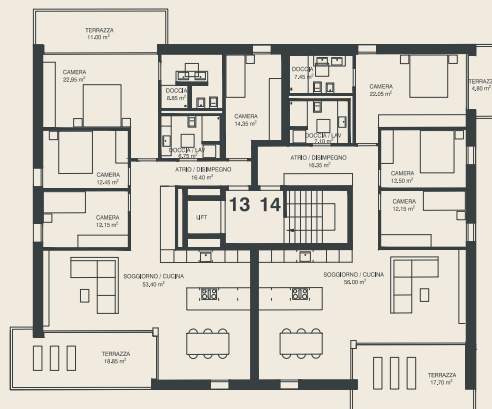 TERRAZZA
11.00 m²
CAMERA
22.95 m²
DOCCIA
8.85 m²
CAMERA
14.35 m²
DOCCIA
7.45 m²
CAMERA
22.05 m²
TERRAZZA
4.80 m²
DOCCIA / LAV
6.75 m²
DOCCIA / LAV
7.10 m²
CAMERA
12.45 m²
ATRIO / DISIMPEGNO
16.40 m²
ATRIO / DISIMPEGNO
16.35 m²
CAMERA
12.50 m²
CAMERA
12.15 m²
LIFT
13 14
CAMERA
12.15 m²
SOGGIORNO / CUCINA
53,40 m²
SOGGIORNO / CUCINA
56.00 m²
TERRAZZA
18.85 m²
TERRAZZA
17,70 m²